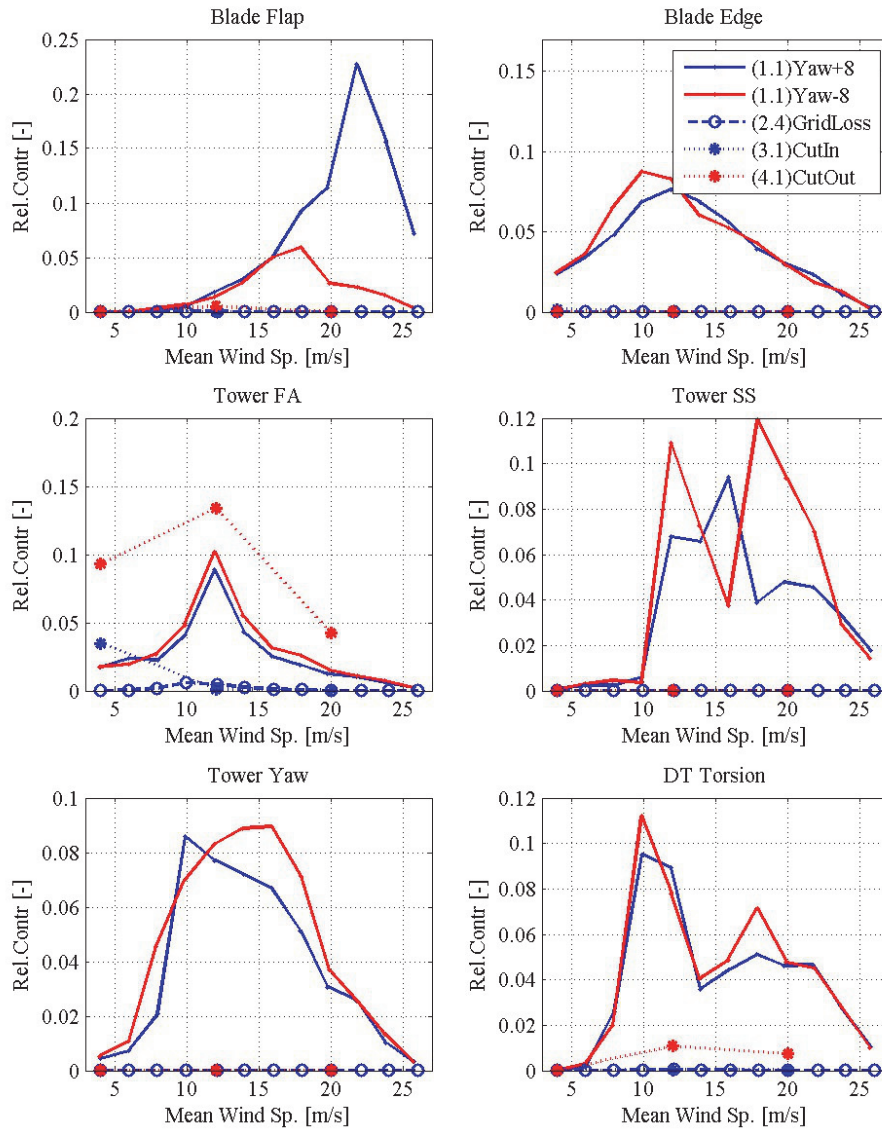 Blade Flap
0.25
0.2
0.15
0.1
0.05
0
Rel.Contr [-]
5 10 15 20 25
Mean Wind Sp. [m/s]
Blade Edge
0.15
0.1
0.05
0
Rel.Contr [-]
(1.1)Yaw+8
(1.1)Yaw-8
(2.4)GridLoss
(3.1)CutIn
(4.1)CutOut
5 10 15 20 25
Mean Wind Sp. [m/s]
Tower FA
0.2
0.15
0.1
0.05
0
Rel.Contr [-]
5 10 15 20 25
Mean Wind Sp. [m/s]
Tower SS
0.12
0.1
0.08
0.06
0.04
0.02
0
Rel.Contr [-]
5 10 15 20 25
Mean Wind Sp. [m/s]
Tower Yaw
0.1
0.08
0.06
0.04
0.02
0
Rel.Contr [-]
5 10 15 20 25
Mean Wind Sp. [m/s]
DT Torsion
0.12
0.1
0.08
0.06
0.04
0.02
0
Rel.Contr [-]
5 10 15 20 25
Mean Wind Sp. [m/s]